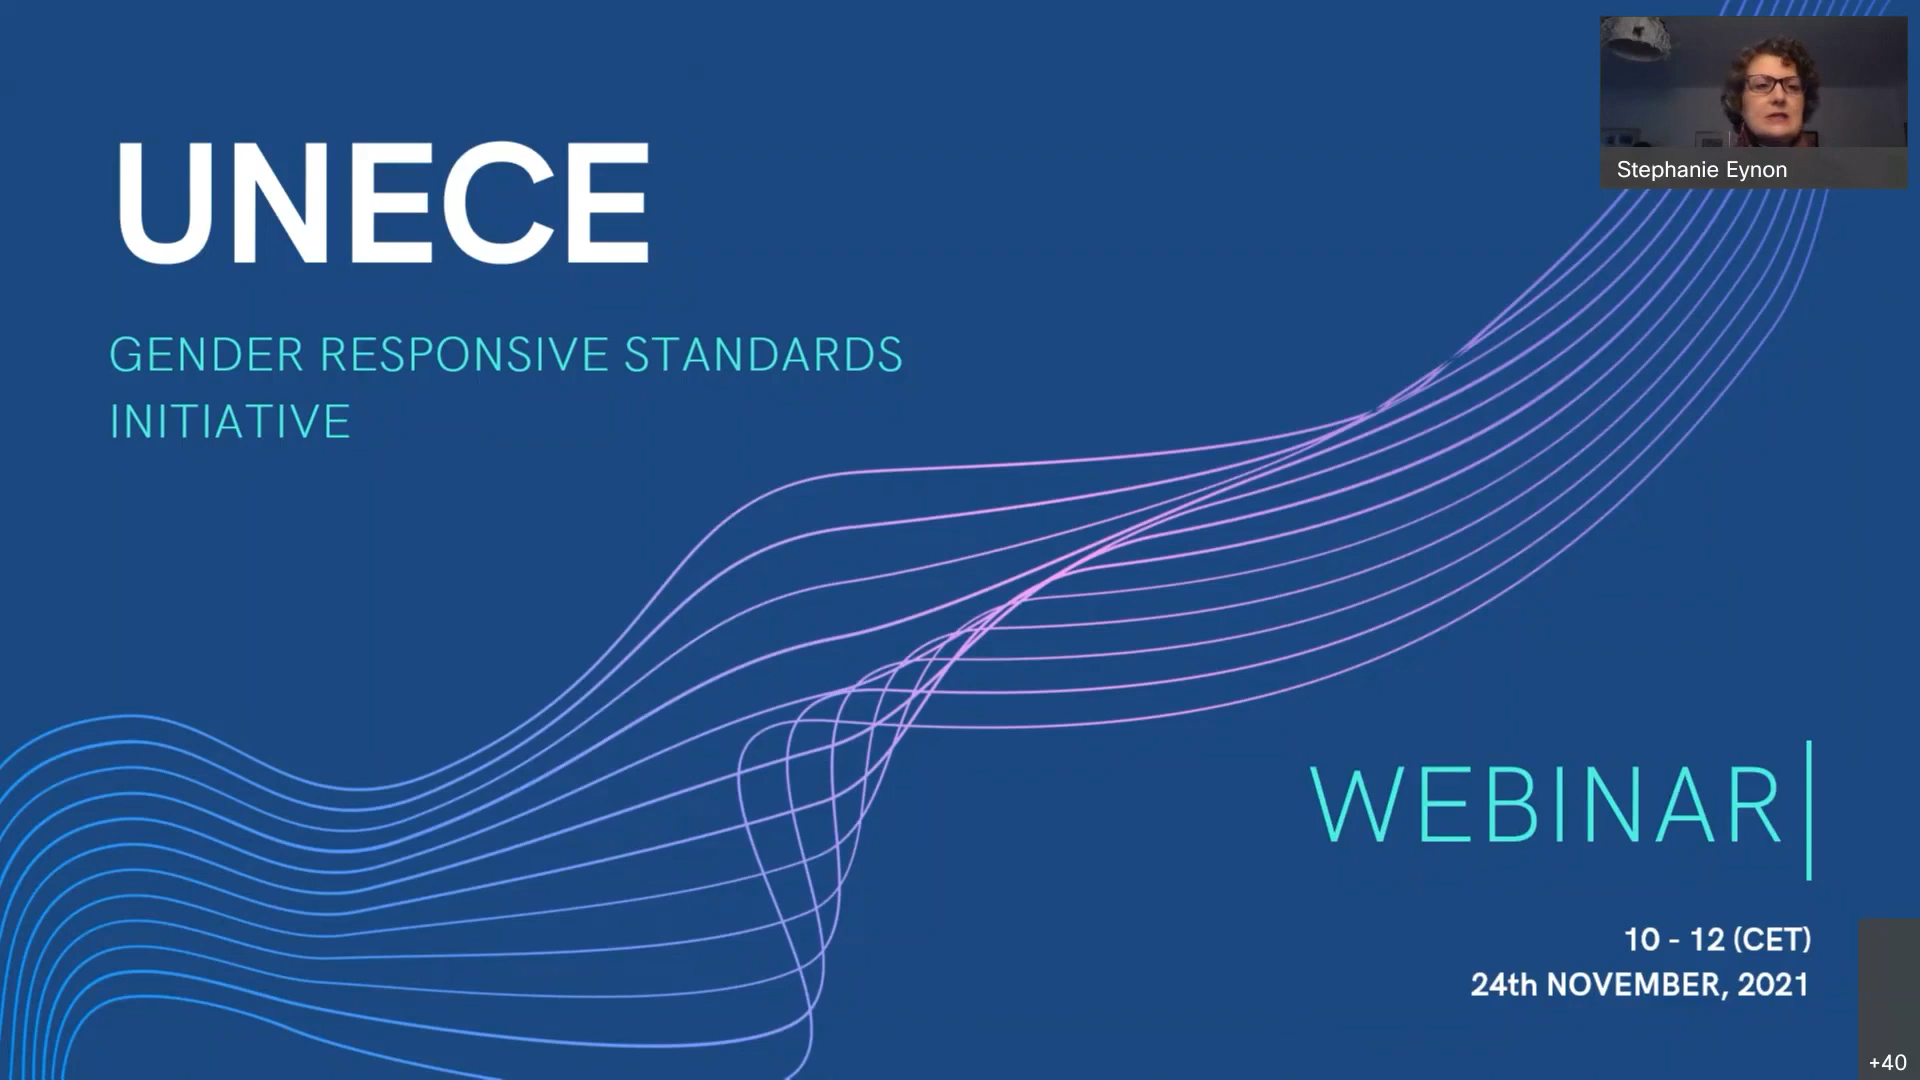 UNECE
GENDER RESPONSIVE STANDARDS
INITIATIVE
Stephanie Eynon
WEBINAR
10 - 12 (CET)
24th NOVEMBER, 2021
+40